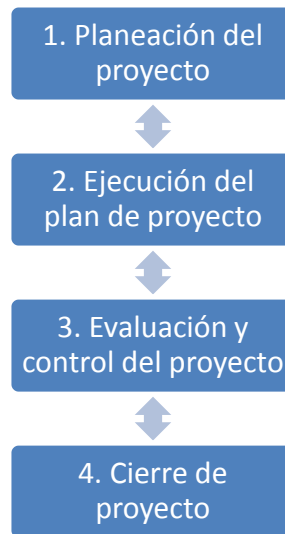 1. Planeación del
proyecto
2. Ejecución del
plan de proyecto
3. Evaluación y
control del proyecto
4. Cierre de
proyecto